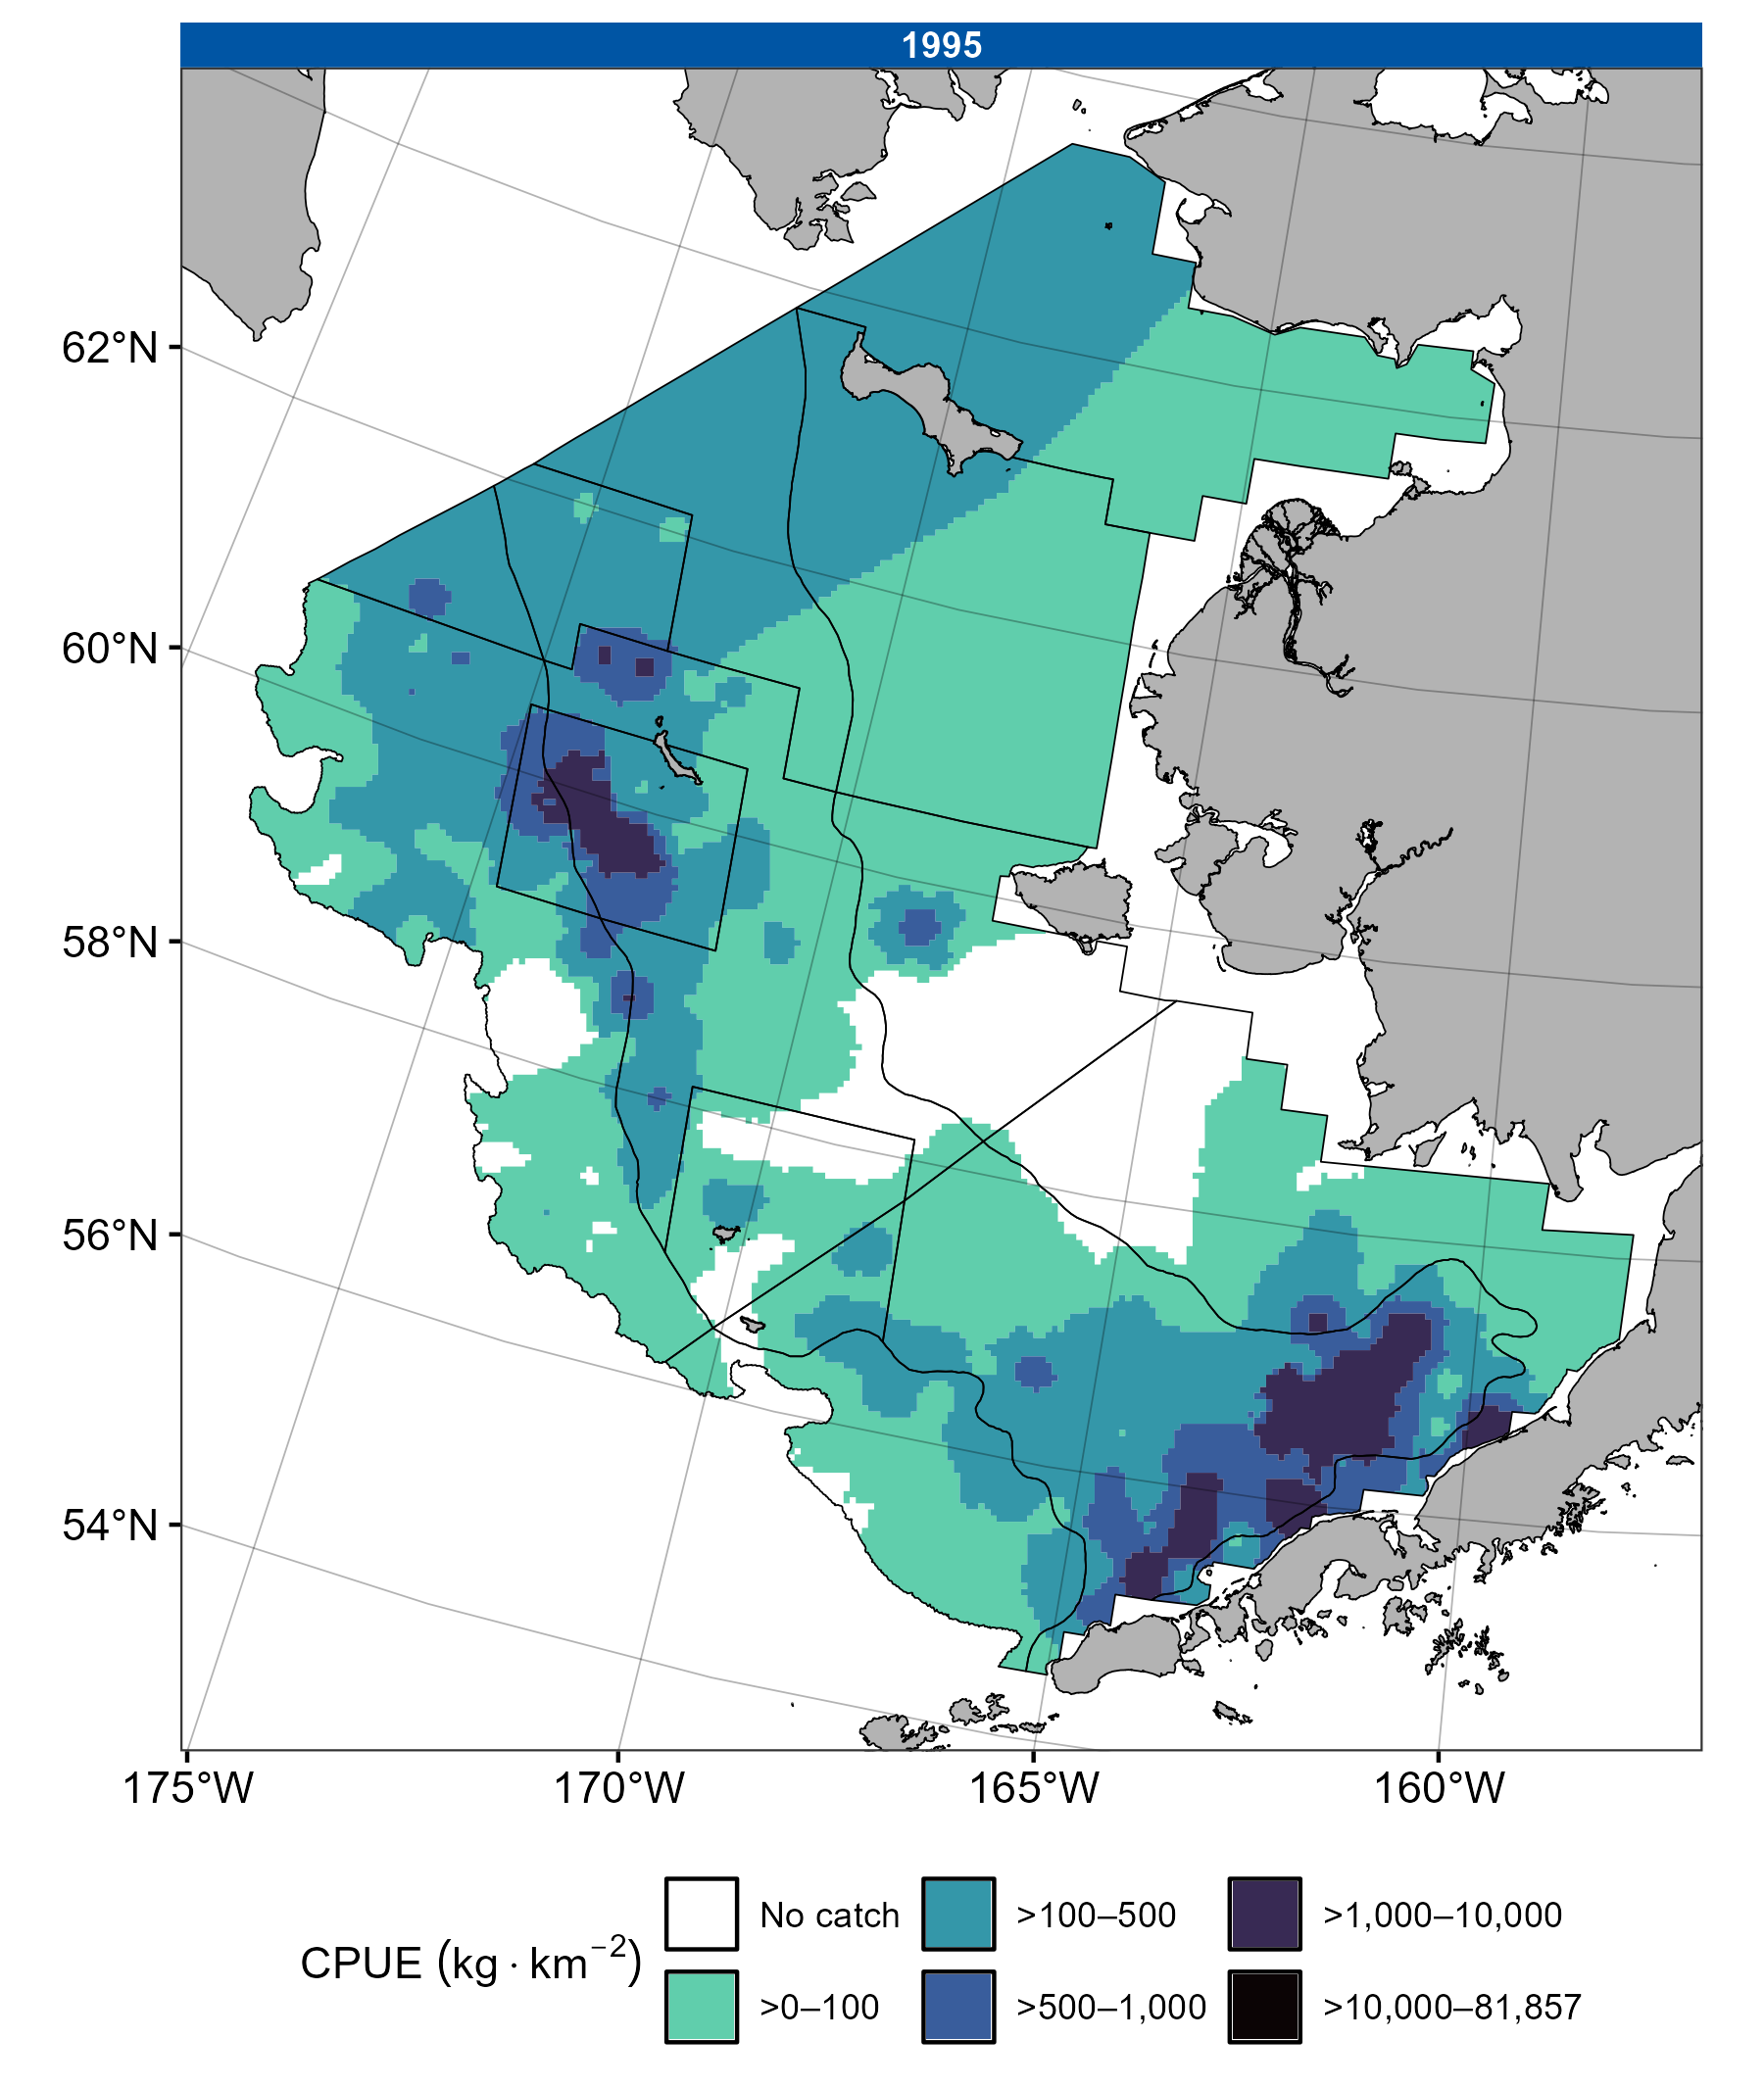 1995
62°N
60°N
58°N
56°N
54°N
175°W 170°W 165°W 160°W
CPUE (kg · km⁻²)
No catch >100–500 >1,000–10,000
>0–100 >500–1,000 >10,000–81,857